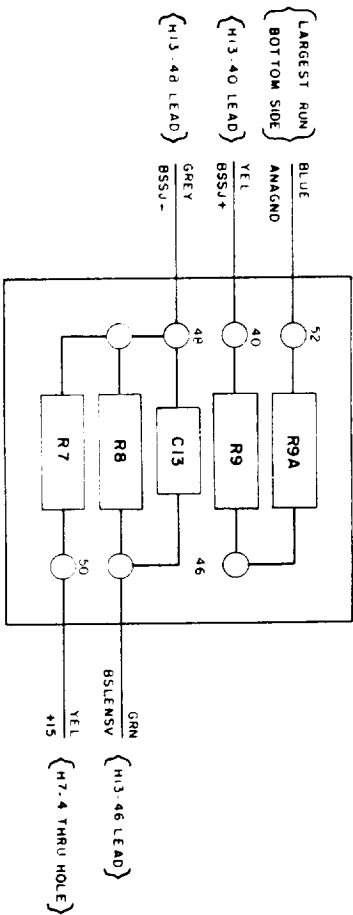 {LARGEST RUN
BOTTOM SIDE}
BLUE
ANAGND
52
R9A
{H13-40 LEAD}
YEL
BSSJ+
40
R9
46
{H13-48 LEAD}
GREY
BSSJ-
48
C13
R8
GRN
BSLENSV
{H13-46 LEAD}
R7
50
YEL
+15
{H7-4 THRU HOLE}